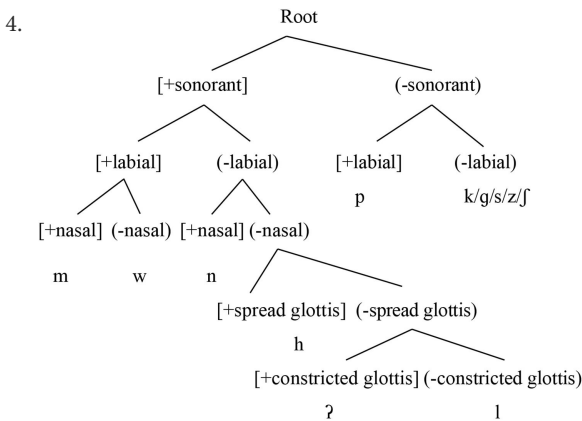 4.
Root
[+sonorant] (-sonorant)
[+labial] (-labial) [+labial] (-labial)
p k/ɡ/s/z/ʃ
[+nasal] (-nasal) [+nasal] (-nasal)
m w n
[+spread glottis] (-spread glottis)
h
[+constricted glottis] (-constricted glottis)
ʔ l